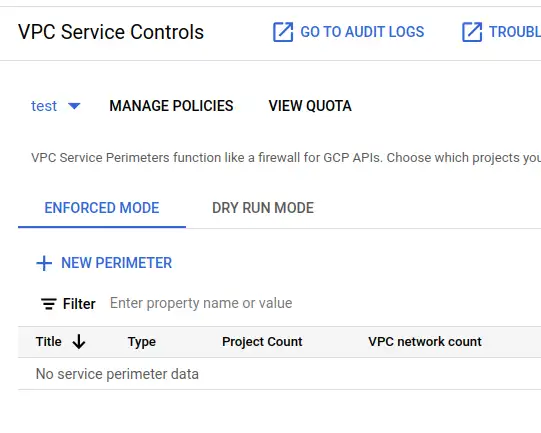 VPC Service Controls GO TO AUDIT LOGS TROUBL
test MANAGE POLICIES VIEW QUOTA
VPC Service Perimeters function like a firewall for GCP APIs. Choose which projects you
ENFORCED MODE DRY RUN MODE
NEW PERIMETER
Filter Enter property name or value
Title Type Project Count VPC network count
No service perimeter data